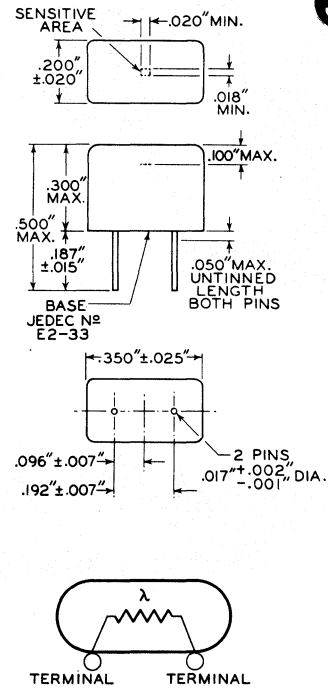 SENSITIVE
AREA
.020" MIN.
.200"
±.020"
.018"
MIN.
.100" MAX.
.300"
MAX.
.500"
MAX.
.187"
±.015"
.050" MAX.
UNTINNED
LENGTH
BOTH PINS
BASE
JEDEC Nº
E2-33
.350"±.025"
2 PINS
.017" +.002" -.001" DIA.
.096"±.007"
.192"±.007"
λ
TERMINAL TERMINAL